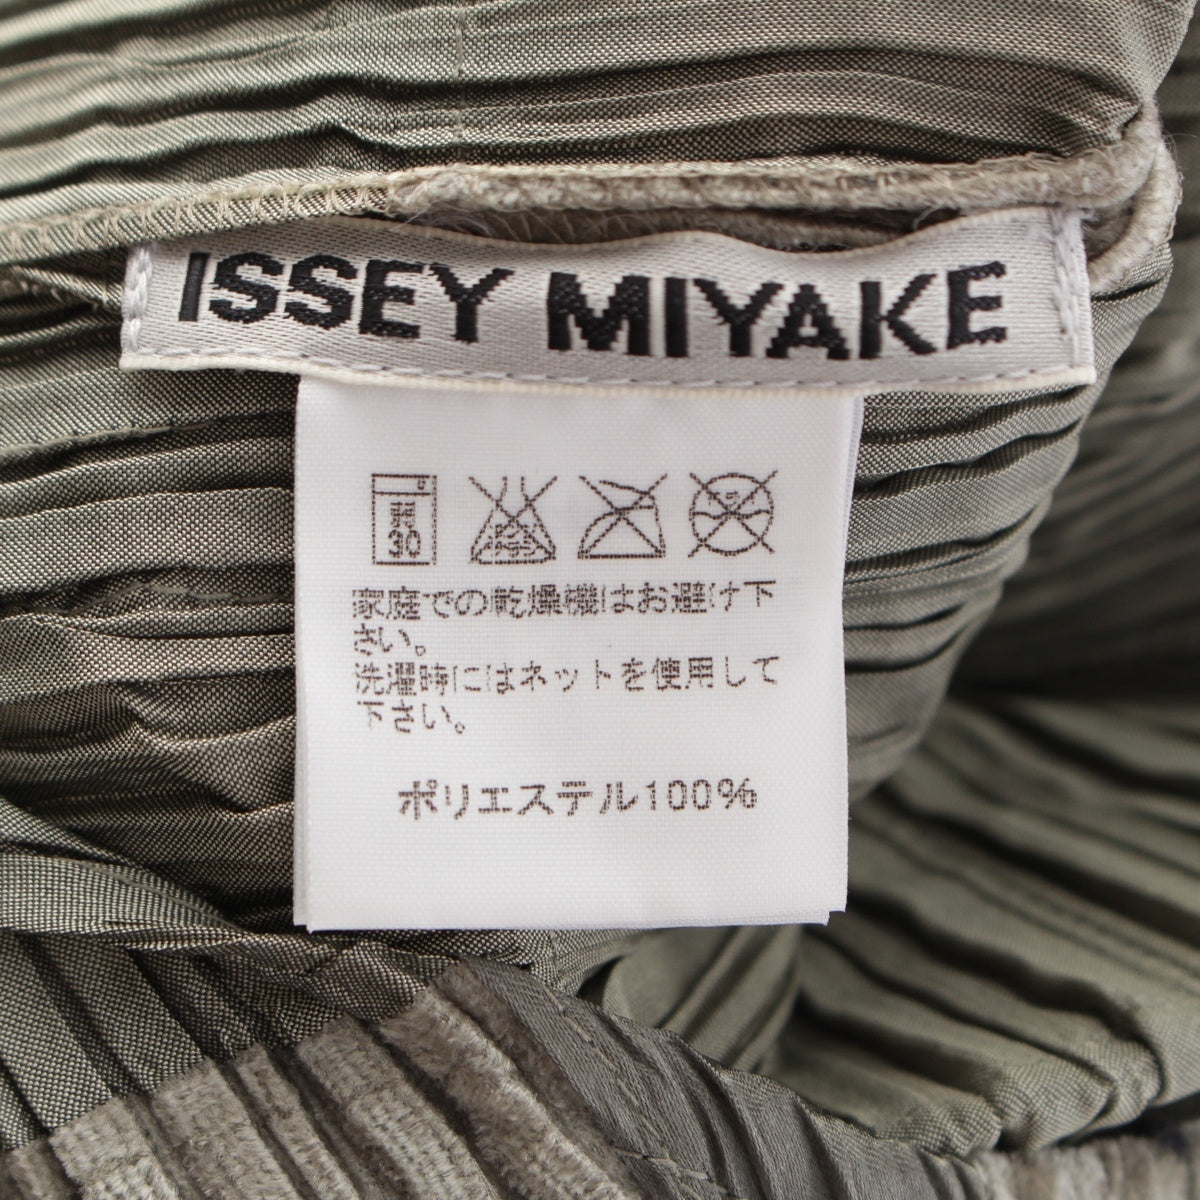 ISSEY MIYAKE
弱
30
家庭での乾燥機はお避け下
さい。
洗濯時にはネットを使用して
下さい。
ポリエステル100%